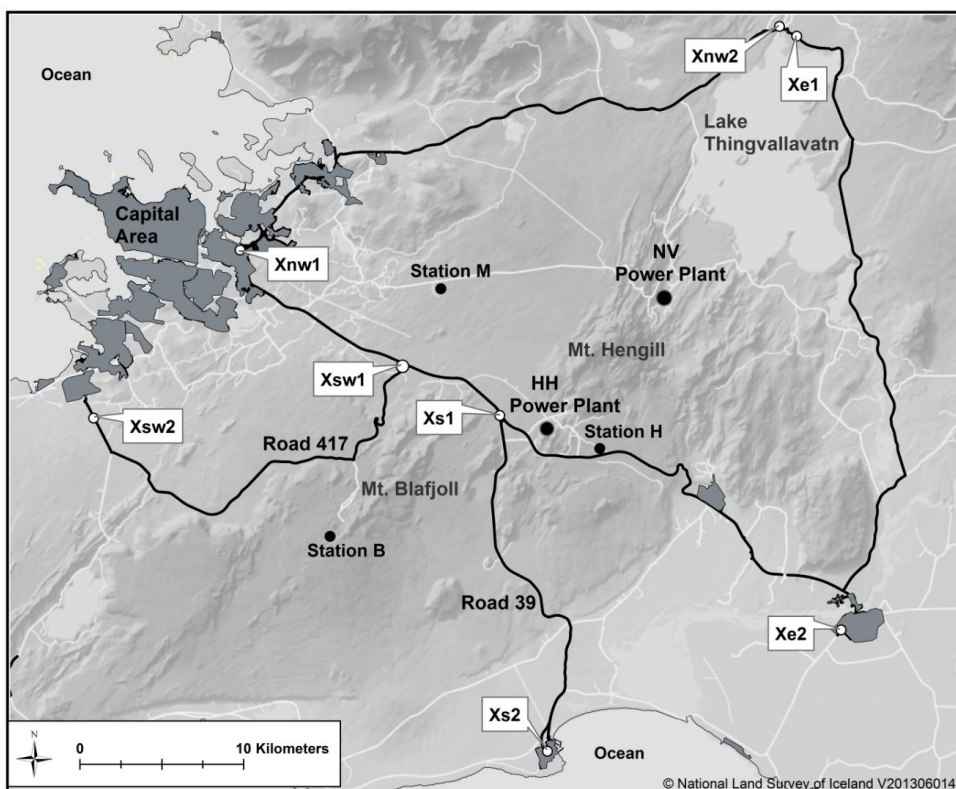 Ocean
Xnw2
Xe1
Lake
Thingvallavatn
Capital
Area
Xnw1
Station M
NV
Power Plant
Mt. Hengill
Xsw1
HH
Power Plant
Xs1
Xsw2
Road 417
Station H
Mt. Blafjoll
Station B
Road 39
Xe2
Xs2
Ocean
N
0 10 Kilometers
© National Land Survey of Iceland V201306014